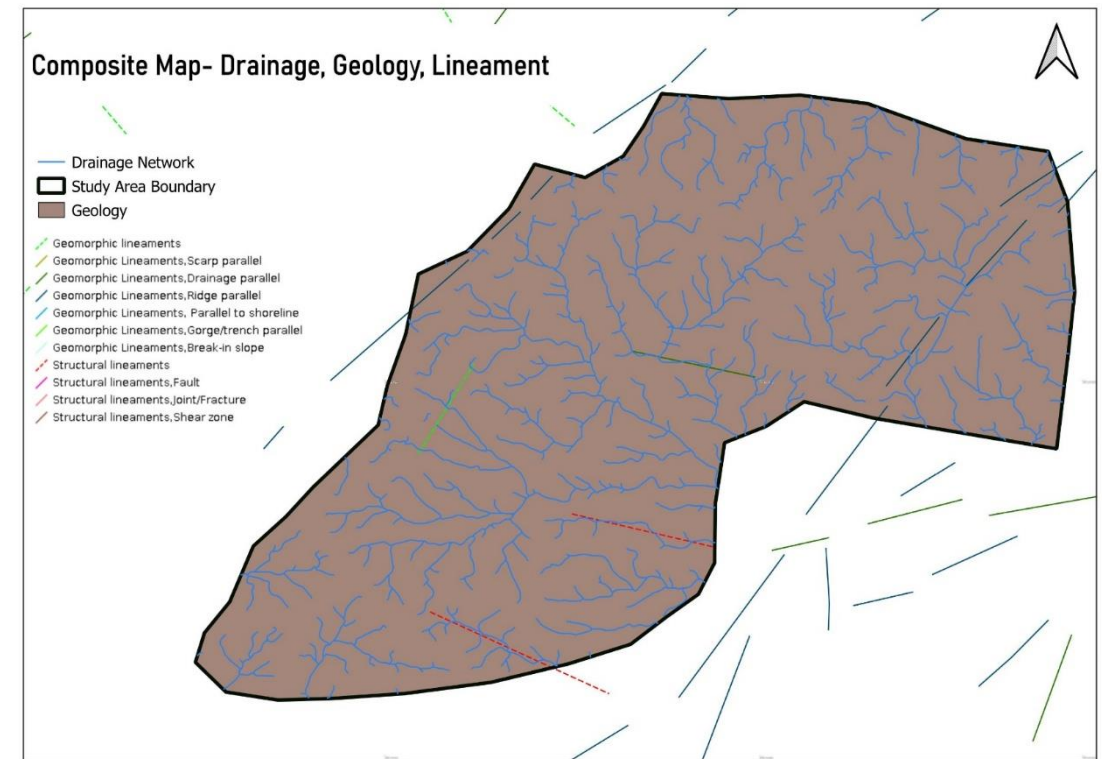 Composite Map- Drainage, Geology, Lineament
Drainage Network
Study Area Boundary
Geology
Geomorphic lineaments
Geomorphic Lineaments,Scarp parallel
Geomorphic Lineaments,Drainage parallel
Geomorphic Lineaments,Ridge parallel
Geomorphic Lineaments, Parallel to shoreline
Geomorphic Lineaments,Gorge/trench parallel
Geomorphic Lineaments,Break-in slope
Structural lineaments
Structural lineaments,Fault
Structural lineaments,Joint/Fracture
Structural lineaments,Shear zone